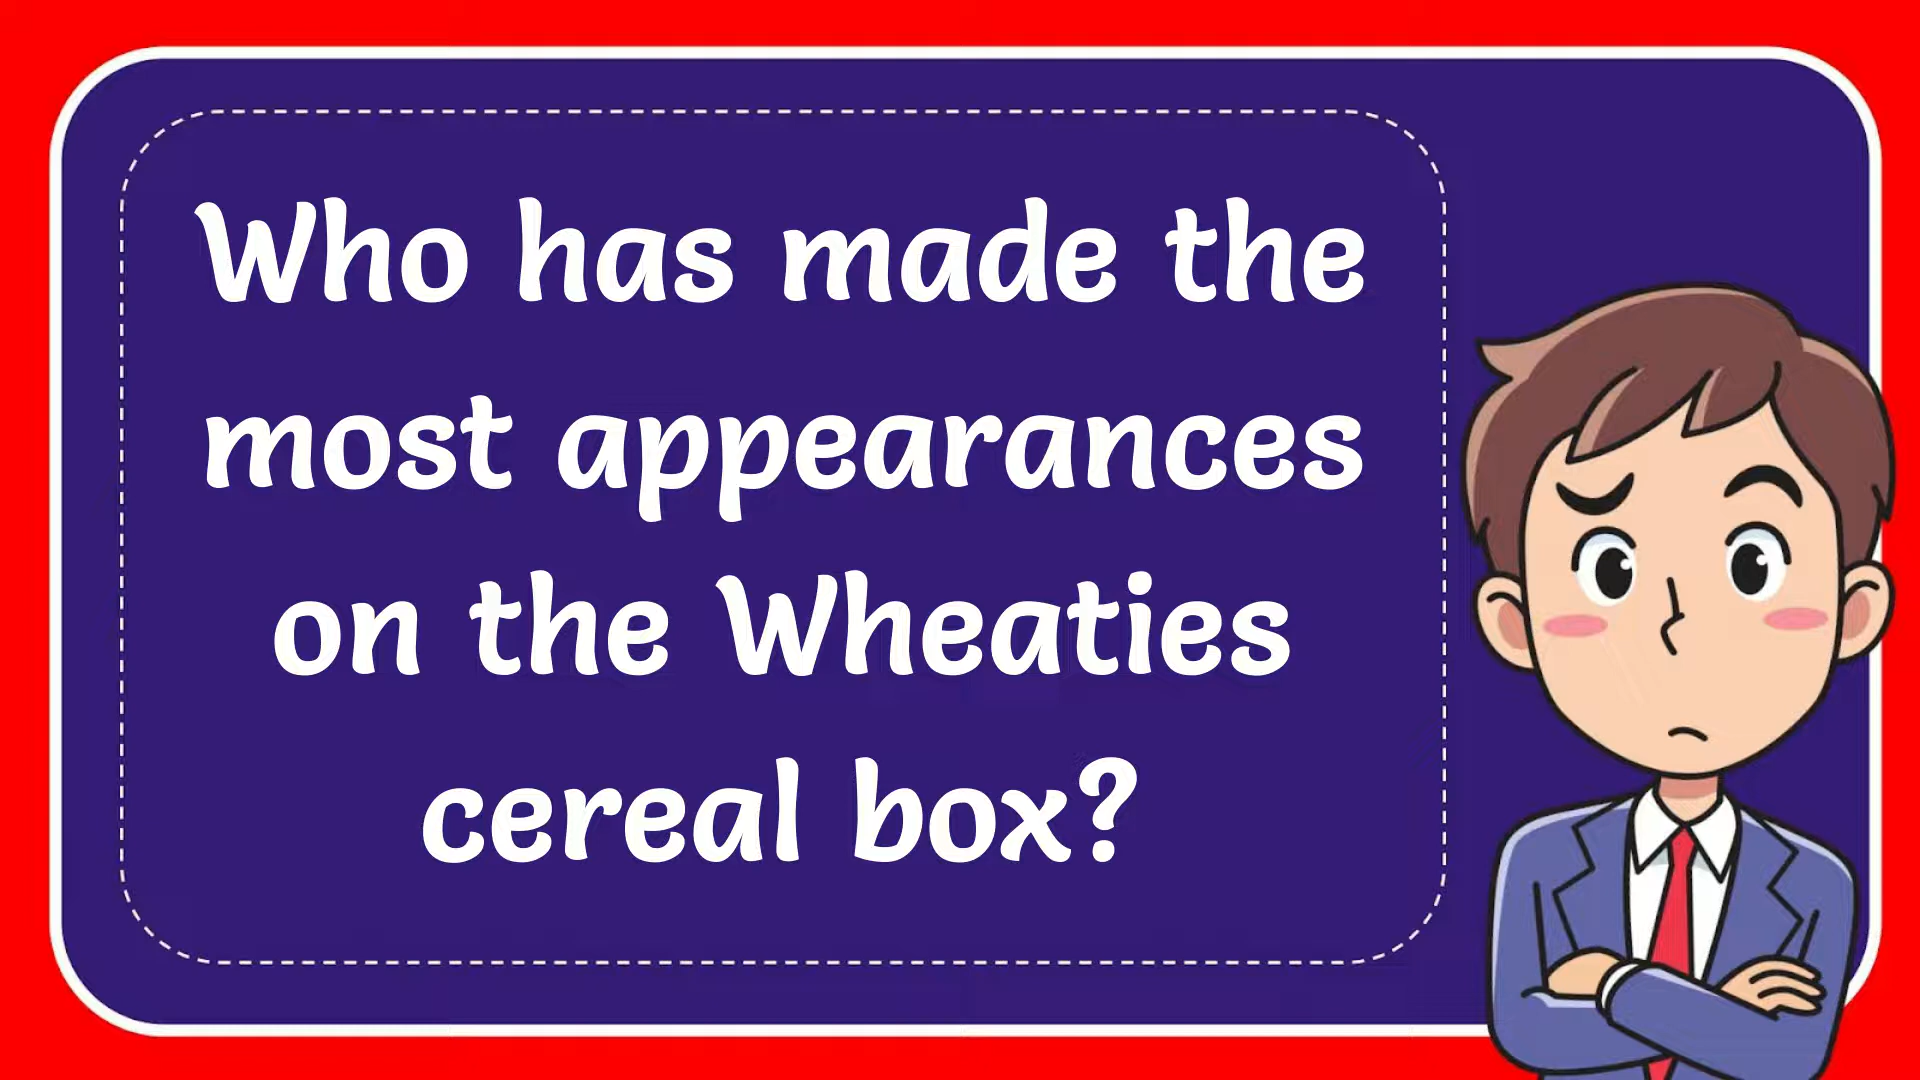 Who has made the
most appearances
on the Wheaties
cereal box?